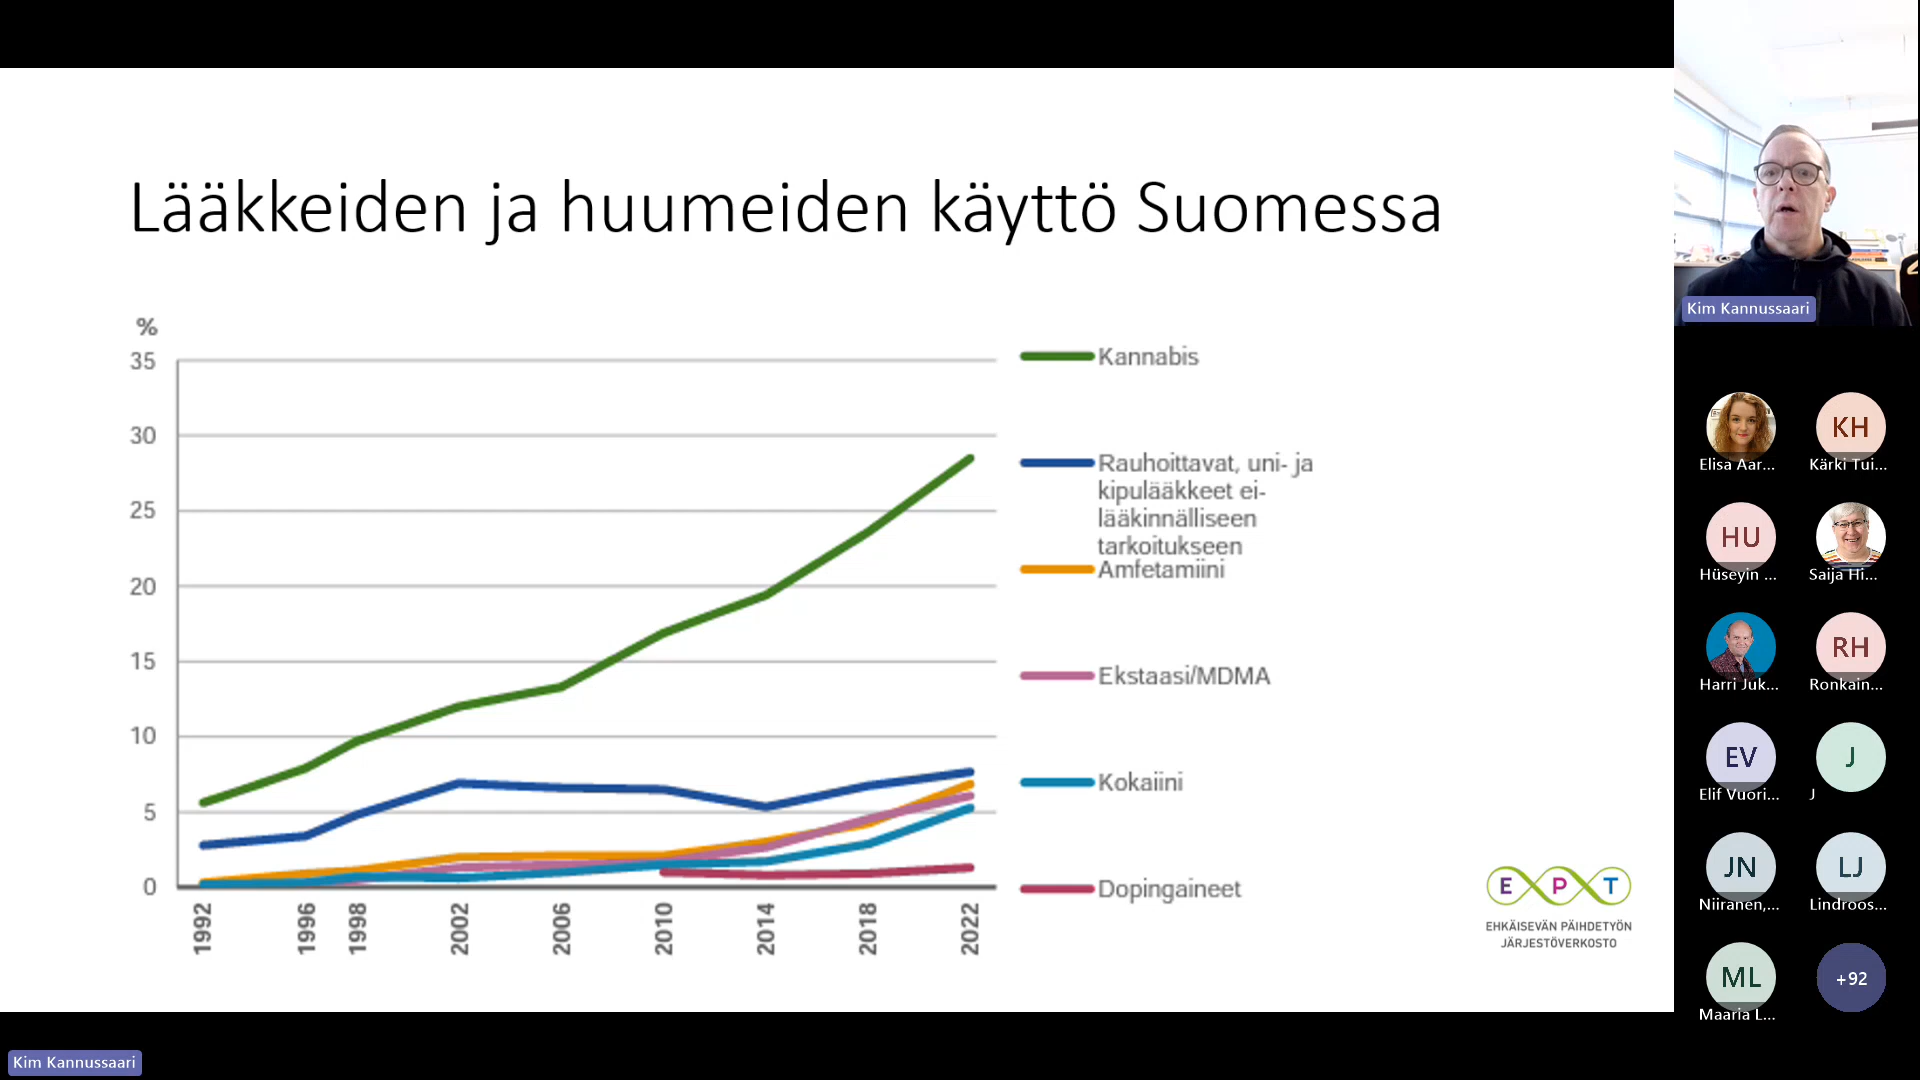 Lääkkeiden ja huumeiden käyttö Suomessa
%
35
30
25
20
15
10
5
0
1992
1996
1998
2002
2006
2010
2014
2018
2022
Kannabis
Rauhoittavat, uni- ja
kipulääkkeet ei-
lääkinnälliseen
tarkoitukseen
Amfetamiini
Ekstaasi/MDMA
Kokaiini
Dopingaineet
E P T
EHKÄISEVÄN PÄIHDETYÖN
JÄRJESTÖVERKOSTO
Kim Kannussaari
Elisa Aar...
KH
Kärki Tui...
HU
Hüseyin ...
Saija Hi...
Harri Juk...
RH
Ronkain...
EV
Elif Vuori...
J
J
JN
Niiranen,...
LJ
Lindroos...
ML
Maaria L...
+92
Kim Kannussaari